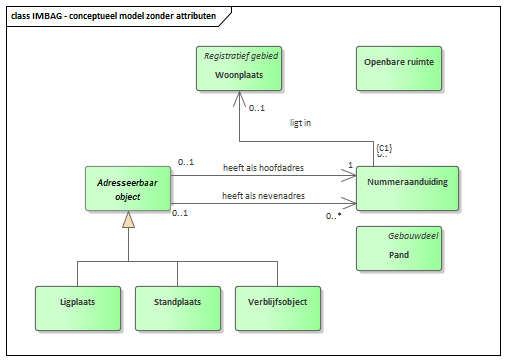 class IMBAG - conceptueel model zonder attributen
Registratief gebied
Woonplaats
Openbare ruimte
0..1
ligt in
{C1}
0..1
heeft als hoofdadres
1
Adresseerbaar
object
Nummeraanduiding
heeft als nevenadres
0..1
0..*
Gebouwdeel
Pand
Ligplaats
Standplaats
Verblijfsobject